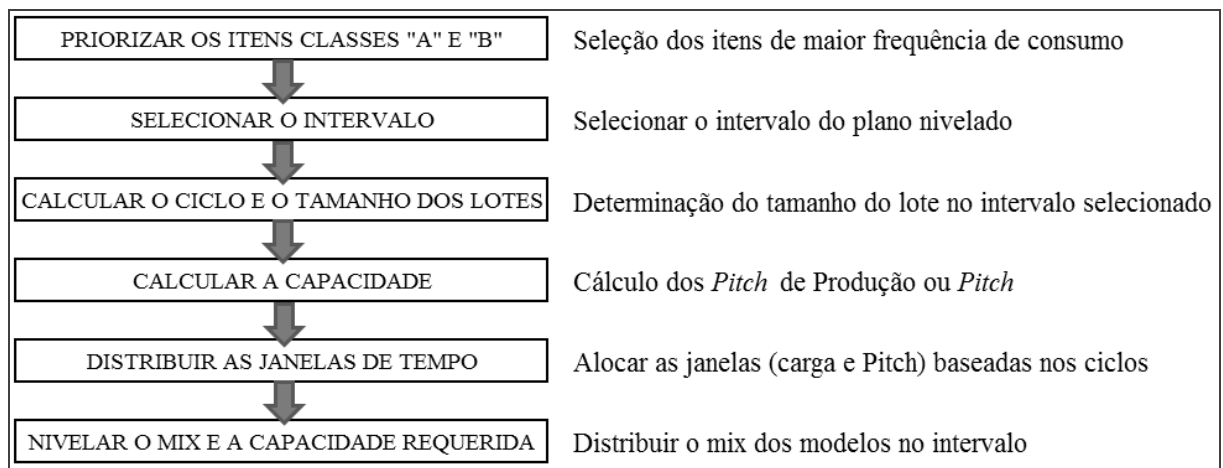 PRIORIZAR OS ITENS CLASSES "A" E "B"
Seleção dos itens de maior frequência de consumo
SELECIONAR O INTERVALO
Selecionar o intervalo do plano nivelado
CALCULAR O CICLO E O TAMANHO DOS LOTES
Determinação do tamanho do lote no intervalo selecionado
CALCULAR A CAPACIDADE
Cálculo dos Pitch de Produção ou Pitch
DISTRIBUIR AS JANELAS DE TEMPO
Alocar as janelas (carga e Pitch) baseadas nos ciclos
NIVELAR O MIX E A CAPACIDADE REQUERIDA
Distribuir o mix dos modelos no intervalo